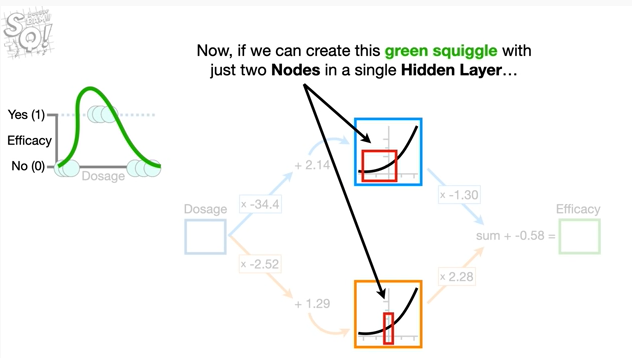 SQ!
Now, if we can create this green squiggle with
just two Nodes in a single Hidden Layer…
Yes (1)
Efficacy
No (0)
Dosage
+ 2.14
x -34.4
x -1.30
Dosage
Efficacy
sum + -0.58 =
x -2.52
x 2.28
+ 1.29